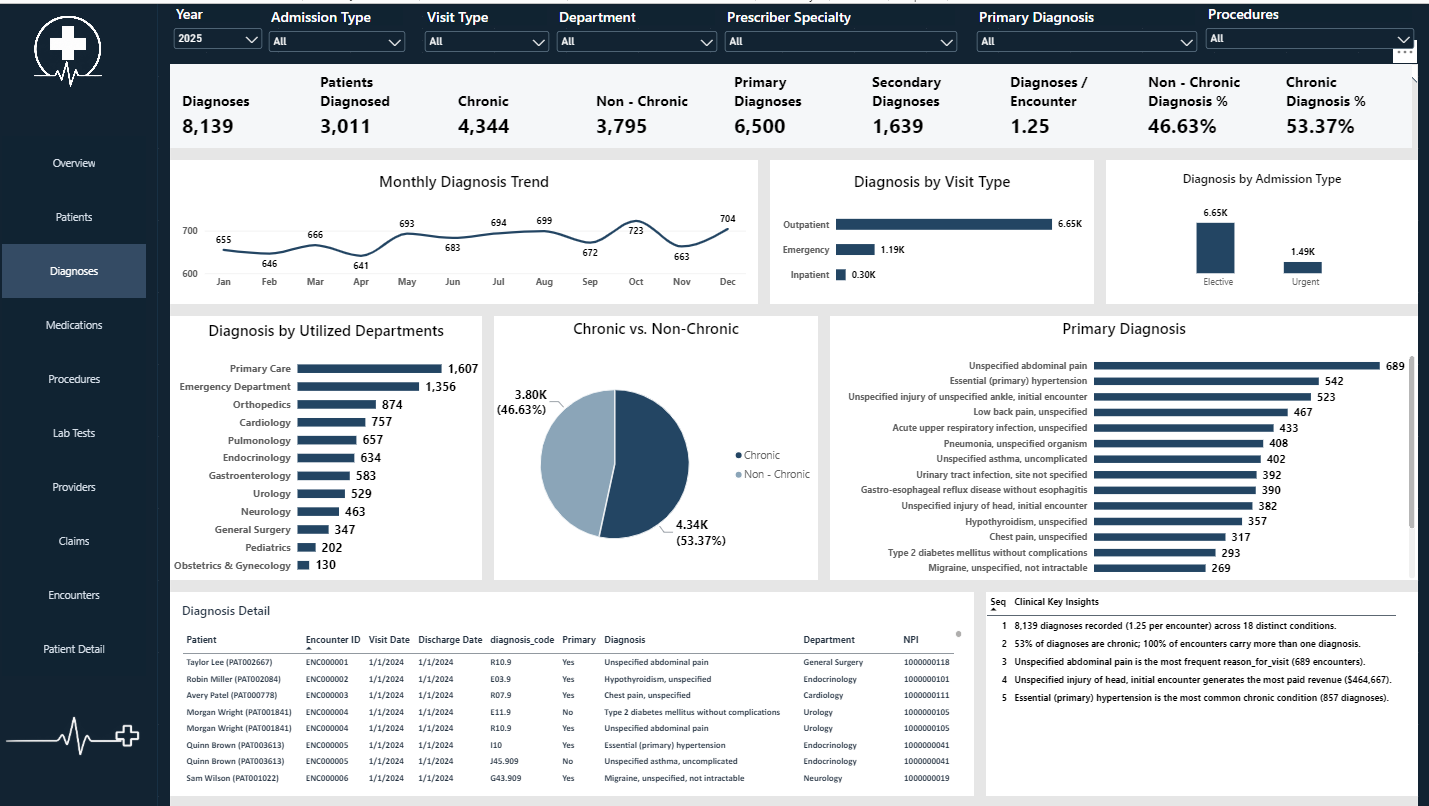 Year
Admission Type
Visit Type
Department
Prescriber Specialty
Primary Diagnosis
Procedures
2025
All
All
All
All
All
All
Overview
Patients
Diagnoses
Medications
Procedures
Lab Tests
Providers
Claims
Encounters
Patient Detail
Diagnoses
8,139
Patients
Diagnosed
3,011
Chronic
4,344
Non - Chronic
3,795
Primary
Diagnoses
6,500
Secondary
Diagnoses
1,639
Diagnoses /
Encounter
1.25
Non - Chronic
Diagnosis %
46.63%
Chronic
Diagnosis %
53.37%
Monthly Diagnosis Trend
700
600
655
646
666
641
693
683
694
699
672
723
663
704
Jan Feb Mar Apr May Jun Jul Aug Sep Oct Nov Dec
Diagnosis by Visit Type
Outpatient 6.65K
Emergency 1.19K
Inpatient 0.30K
Diagnosis by Admission Type
6.65K
1.49K
Elective
Urgent
Diagnosis by Utilized Departments
Primary Care 1,607
Emergency Department 1,356
Orthopedics 874
Cardiology 757
Pulmonology 657
Endocrinology 634
Gastroenterology 583
Urology 529
Neurology 463
General Surgery 347
Pediatrics 202
Obstetrics & Gynecology 130
Chronic vs. Non-Chronic
3.80K
(46.63%)
4.34K
(53.37%)
Chronic
Non - Chronic
Primary Diagnosis
Unspecified abdominal pain 689
Essential (primary) hypertension 542
Unspecified injury of unspecified ankle, initial encounter 523
Low back pain, unspecified 467
Acute upper respiratory infection, unspecified 433
Pneumonia, unspecified organism 408
Unspecified asthma, uncomplicated 402
Urinary tract infection, site not specified 392
Gastro-esophageal reflux disease without esophagitis 390
Unspecified injury of head, initial encounter 382
Hypothyroidism, unspecified 357
Chest pain, unspecified 317
Type 2 diabetes mellitus without complications 293
Migraine, unspecified, not intractable 269
Diagnosis Detail
Patient Encounter ID Visit Date Discharge Date diagnosis_code Primary Diagnosis Department NPI
Taylor Lee (PAT002667) ENC000001 1/1/2024 1/1/2024 R10.9 Yes Unspecified abdominal pain General Surgery 1000000118
Robin Miller (PAT002084) ENC000002 1/1/2024 1/1/2024 E03.9 Yes Hypothyroidism, unspecified Endocrinology 1000000101
Avery Patel (PAT000778) ENC000003 1/1/2024 1/1/2024 R07.9 Yes Chest pain, unspecified Cardiology 1000000111
Morgan Wright (PAT001841) ENC000004 1/1/2024 1/1/2024 E11.9 No Type 2 diabetes mellitus without complications Urology 1000000105
Morgan Wright (PAT001841) ENC000004 1/1/2024 1/1/2024 R10.9 Yes Unspecified abdominal pain Urology 1000000105
Quinn Brown (PAT003613) ENC000005 1/1/2024 1/1/2024 I10 Yes Essential (primary) hypertension Endocrinology 1000000041
Quinn Brown (PAT003613) ENC000005 1/1/2024 1/1/2024 J45.909 No Unspecified asthma, uncomplicated Endocrinology 1000000041
Sam Wilson (PAT001022) ENC000006 1/1/2024 1/1/2024 G43.909 Yes Migraine, unspecified, not intractable Neurology 1000000019
Seq Clinical Key Insights
1 8,139 diagnoses recorded (1.25 per encounter) across 18 distinct conditions.
2 53% of diagnoses are chronic; 100% of encounters carry more than one diagnosis.
3 Unspecified abdominal pain is the most frequent reason_for_visit (689 encounters).
4 Unspecified injury of head, initial encounter generates the most paid revenue ($464,667).
5 Essential (primary) hypertension is the most common chronic condition (857 diagnoses).